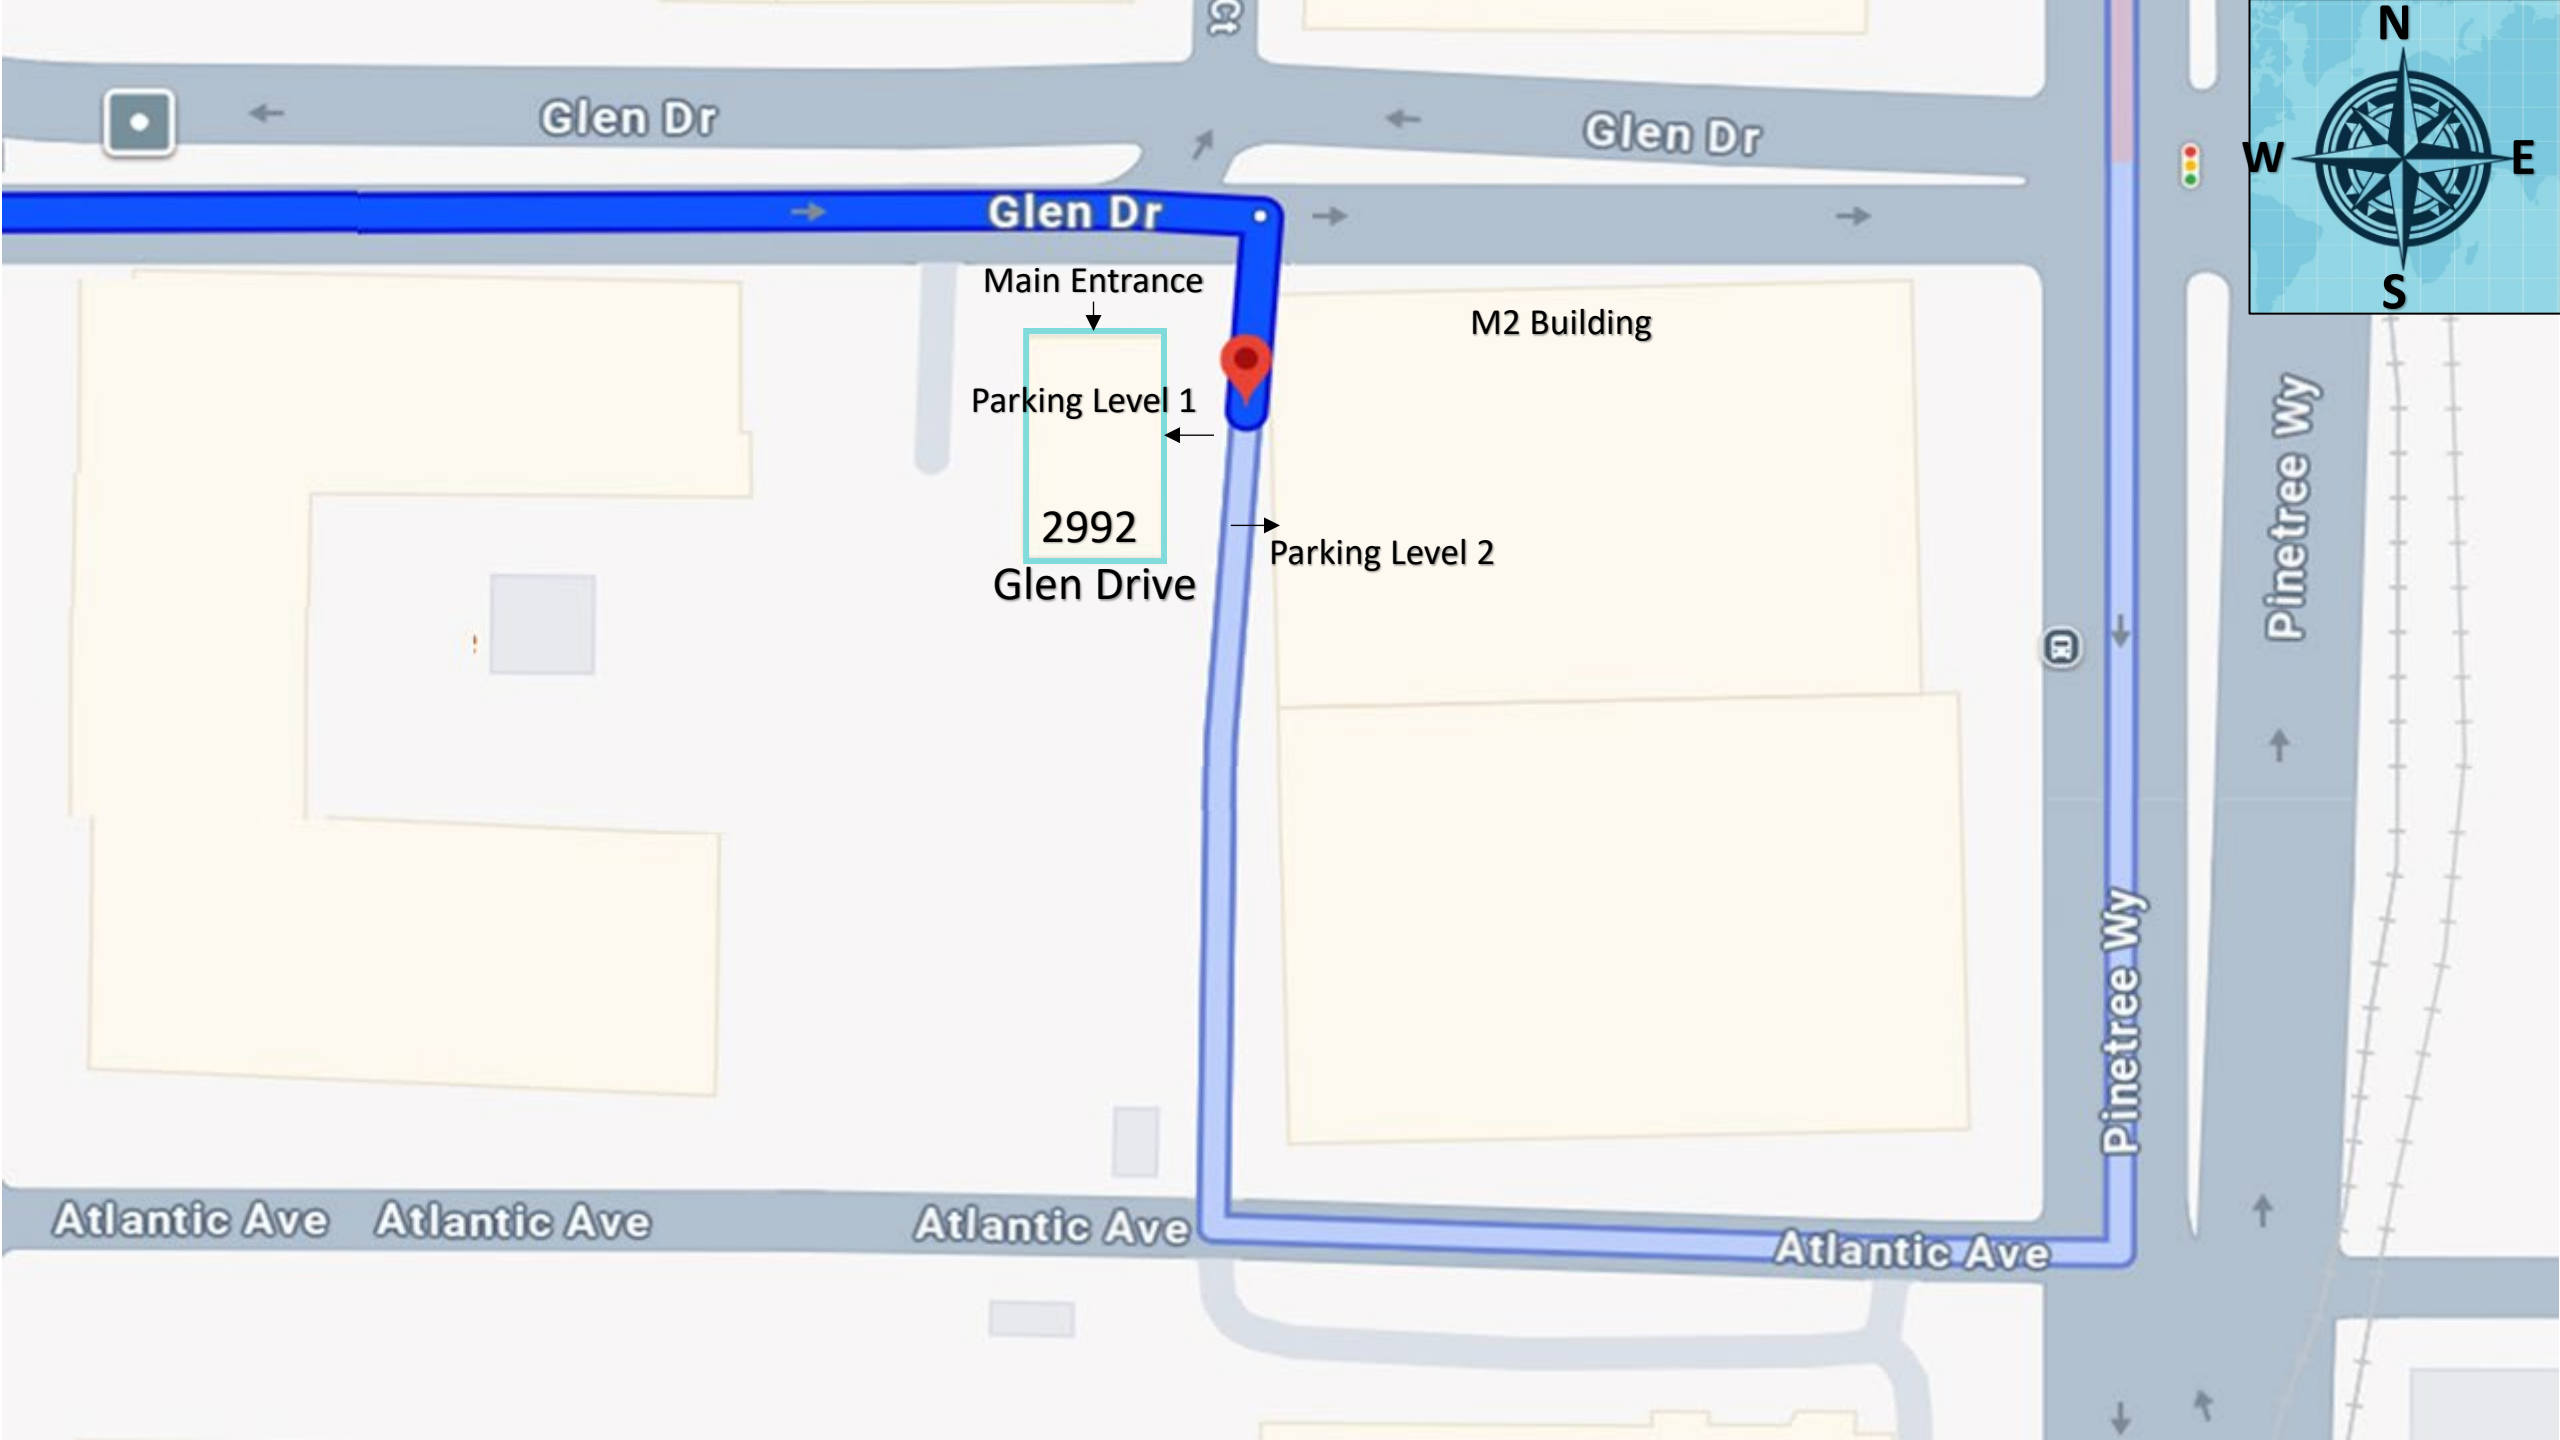 Ct
N
Glen Dr
Glen Dr
W
E
Glen Dr
Main Entrance
S
M2 Building
Parking Level 1
Pinetree Wy
2992
Parking Level 2
Glen Drive
Pinetree Wy
Atlantic Ave
Atlantic Ave
Atlantic Ave
Atlantic Ave